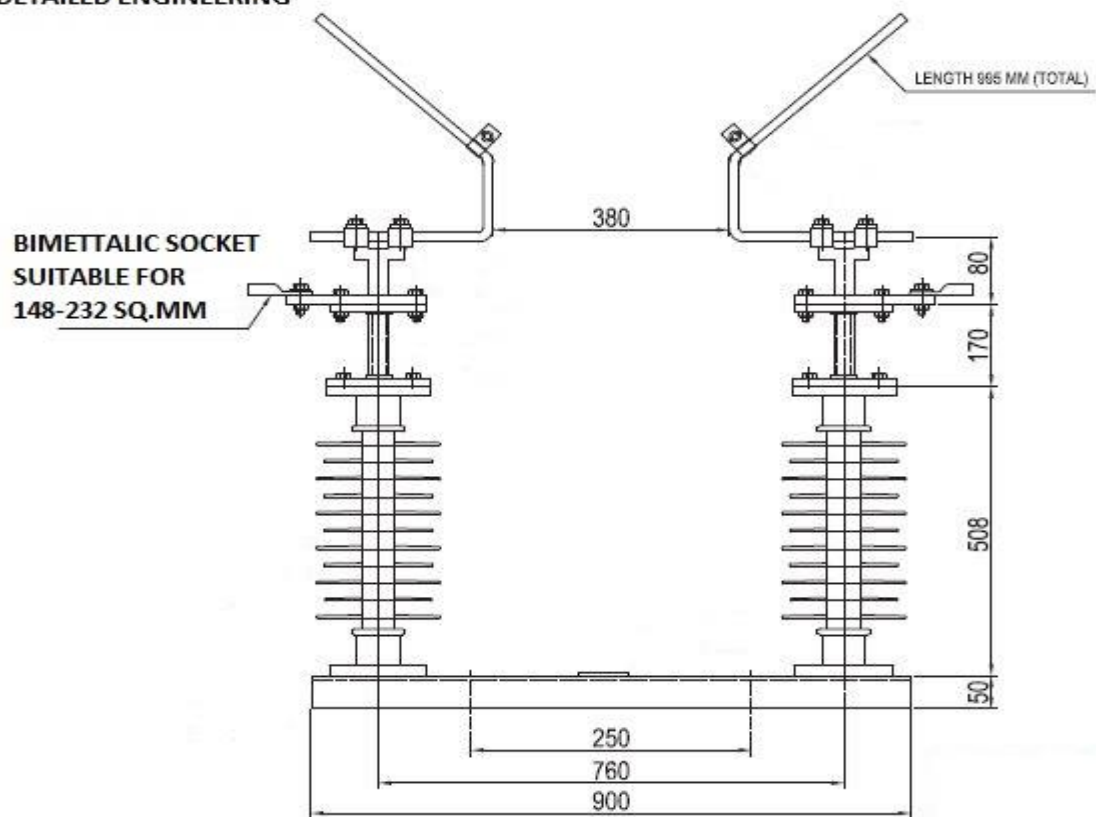 DETAILED ENGINEERING
LENGTH 995 MM (TOTAL)
380
BIMETTALIC SOCKET
SUITABLE FOR
148-232 SQ.MM
80
170
508
50
250
760
900